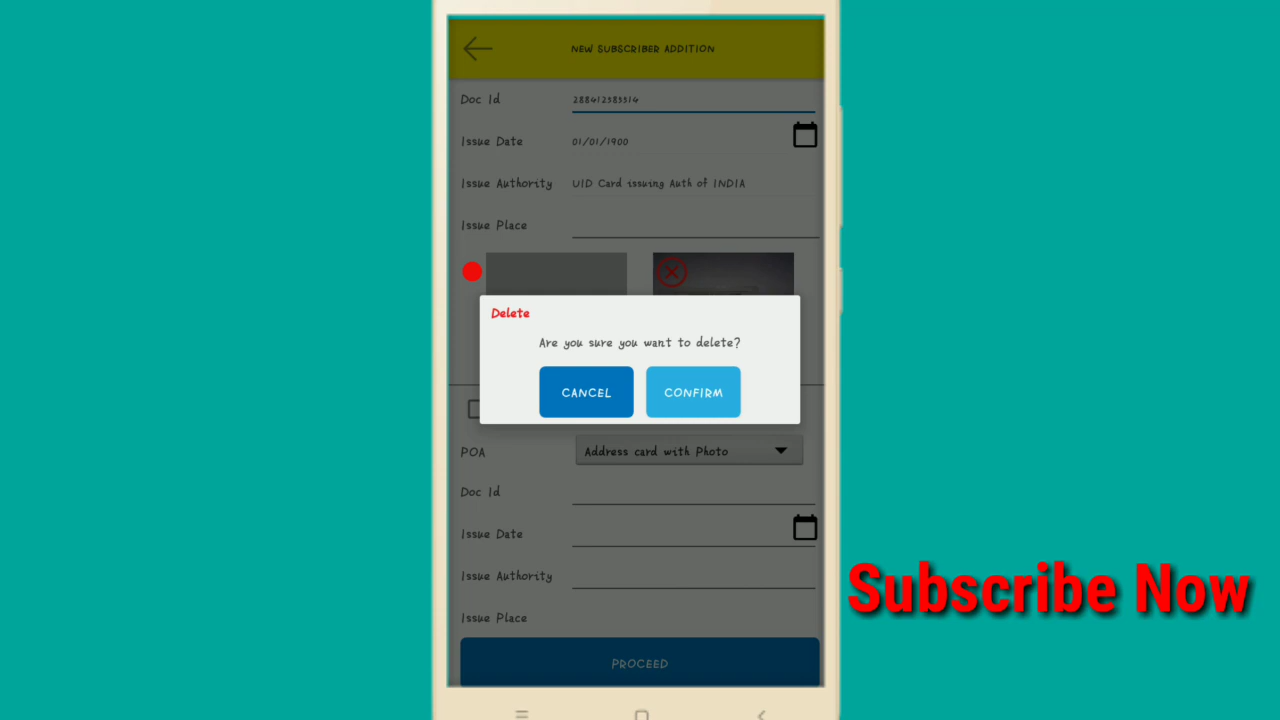 NEW SUBSCRIBER ADDITION
Doc Id 288412383514
Issue Date 01/01/1900
Issue Authority UID Card issuing Auth of INDIA
Issue Place
Delete
Are you sure you want to delete?
CANCEL CONFIRM
POA Address card with Photo
Doc Id
Issue Date
Issue Authority
Issue Place
PROCEED
Subscribe Now